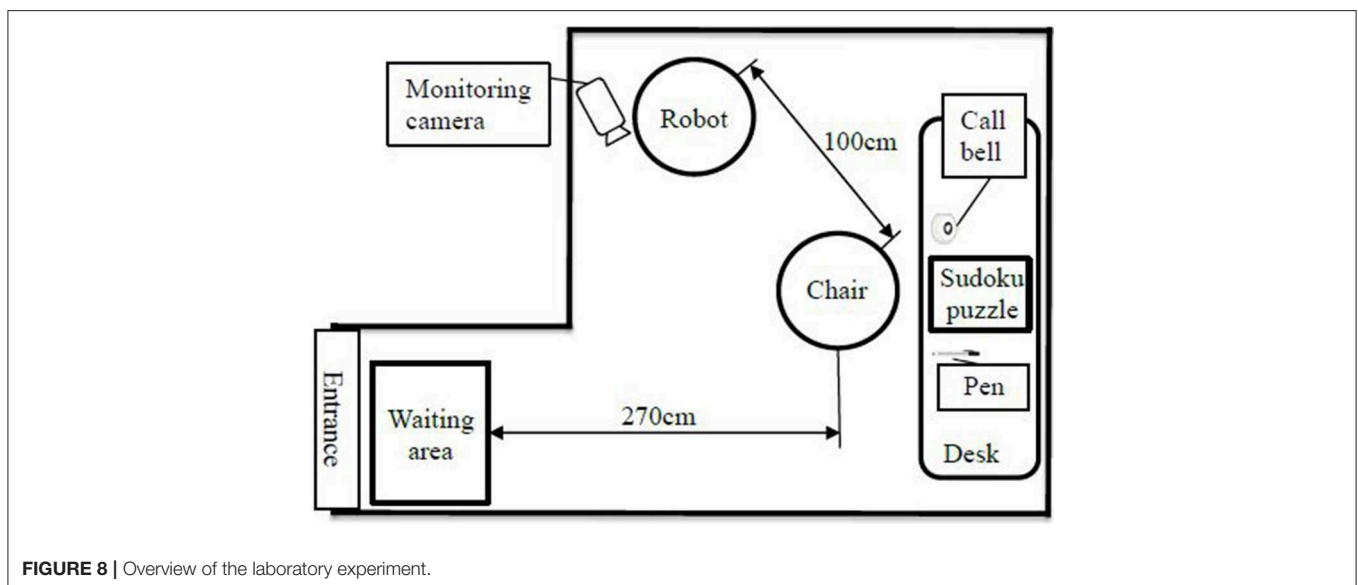 Monitoring
camera
Robot
100cm
Call
bell
Chair
Sudoku
puzzle
Pen
Desk
Entrance
Waiting
area
270cm
FIGURE 8 | Overview of the laboratory experiment.